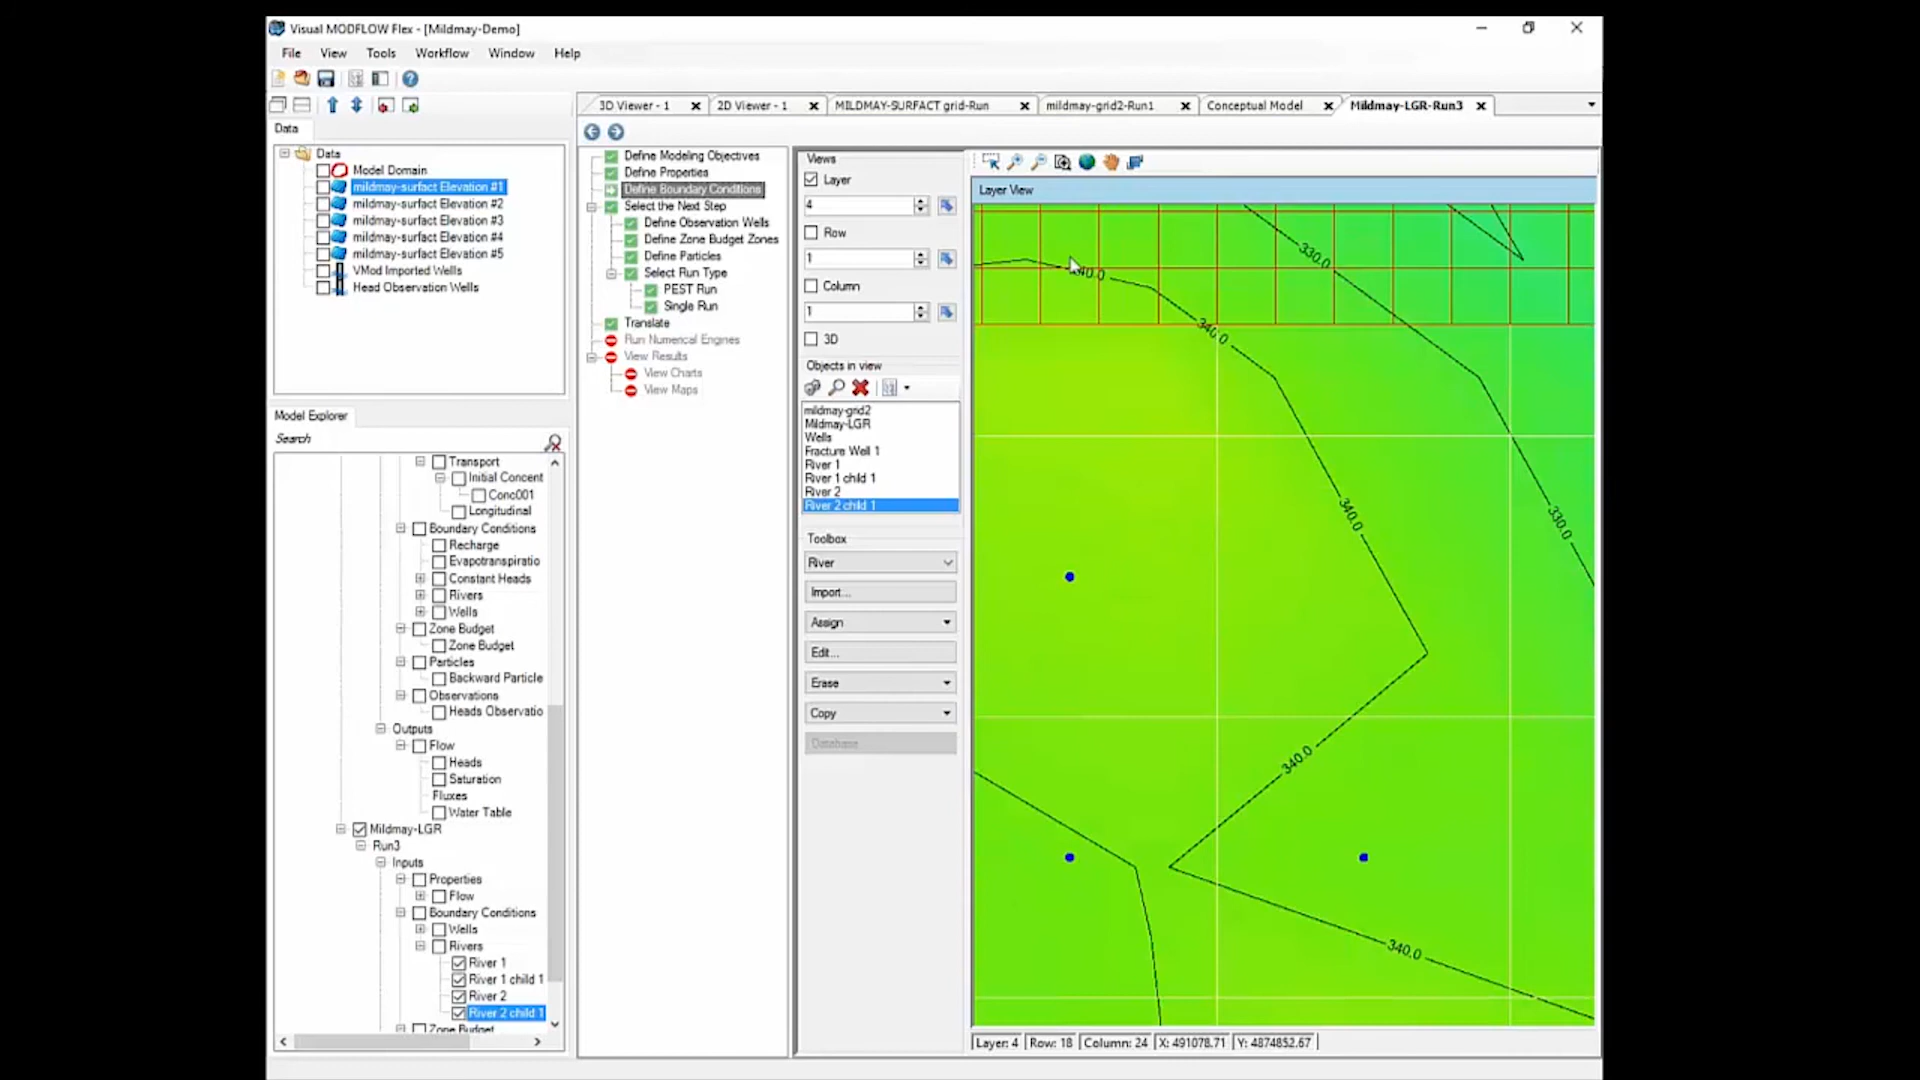 Visual MODFLOW Flex - [Mildmay-Demo]
File View Tools Workflow Window Help
3D Viewer - 1
2D Viewer - 1
MILDMAY-SURFACT grid-Run
mildmay-grid2-Run1
Conceptual Model
Mildmay-LGR-Run3
Data
Data
Model Domain
mildmay-surfact Elevation #1
mildmay-surfact Elevation #2
mildmay-surfact Elevation #3
mildmay-surfact Elevation #4
mildmay-surfact Elevation #5
VMod Imported Wells
Head Observation Wells
Model Explorer
Search
Transport
Initial Concent
Conc001
Longitudinal
Boundary Conditions
Recharge
Evapotranspiratio
Constant Heads
Rivers
Wells
Zone Budget
Zone Budget
Particles
Backward Particle
Observations
Heads Observatio
Outputs
Flow
Heads
Saturation
Fluxes
Water Table
Mildmay-LGR
Run3
Inputs
Properties
Flow
Boundary Conditions
Wells
Rivers
River 1
River 1 child 1
River 2
River 2 child 1
Zone Budget
Define Modeling Objectives
Define Properties
Define Boundary Conditions
Select the Next Step
Define Observation Wells
Define Zone Budget Zones
Define Particles
Select Run Type
PEST Run
Single Run
Translate
Run Numerical Engines
View Results
View Charts
View Maps
Views
Layer
4
Row
1
Column
1
3D
Objects in view
mildmay-grid2
Mildmay-LGR
Wells
Fracture Well 1
River 1
River 1 child 1
River 2
River 2 child 1
Toolbox
River
Import...
Assign
Edit...
Erase
Copy
Database
Layer View
330.0
340.0
340.0
340.0
330.0
340.0
340.0
Layer: 4 Row: 18 Column: 24 X: 491078.71 Y: 4874852.67